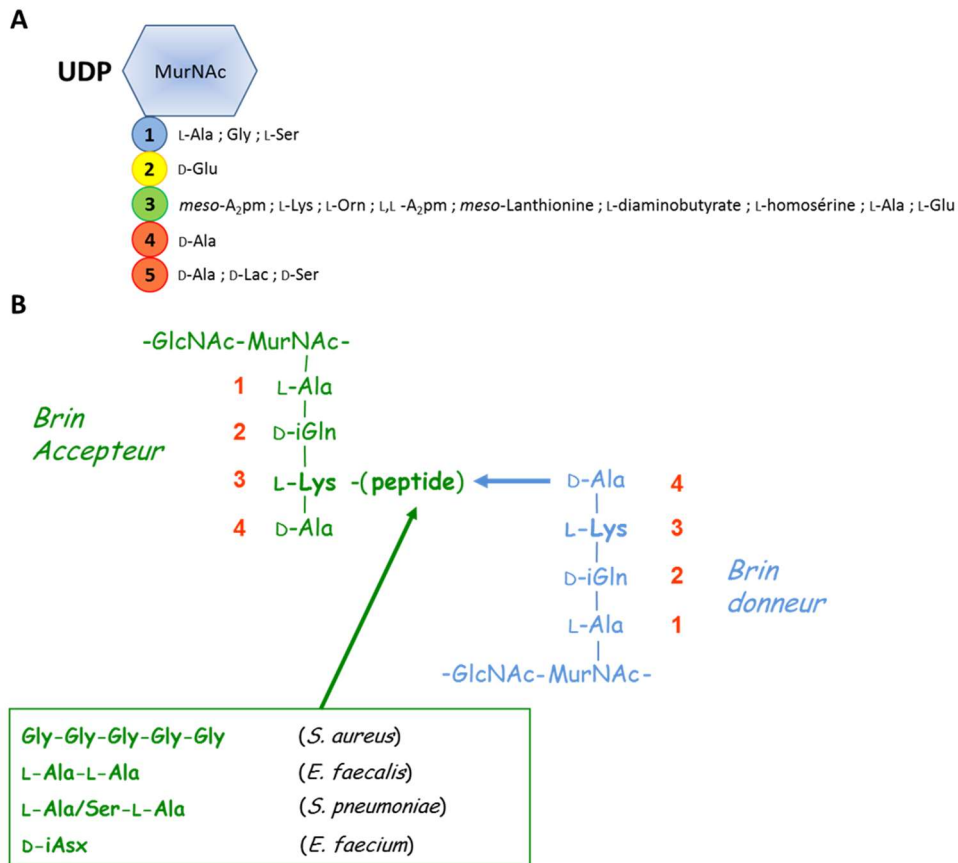 A
UDP MurNAc
1 L-Ala ; Gly ; L-Ser
2 D-Glu
3 meso-A₂pm ; L-Lys ; L-Orn ; L,L -A₂pm ; meso-Lanthionine ; L-diaminobutyrate ; L-homosérine ; L-Ala ; L-Glu
4 D-Ala
5 D-Ala ; D-Lac ; D-Ser
B
-GlcNAc-MurNAc-
1 L-Ala
Brin
Accepteur
2 D-iGln
3 L-Lys -(peptide)
4 D-Ala
D-Ala 4
L-Lys 3
D-iGln 2
L-Ala 1
Brin
donneur
-GlcNAc-MurNAc-
Gly-Gly-Gly-Gly-Gly (S. aureus)
L-Ala-L-Ala (E. faecalis)
L-Ala/Ser-L-Ala (S. pneumoniae)
D-iAsx (E. faecium)